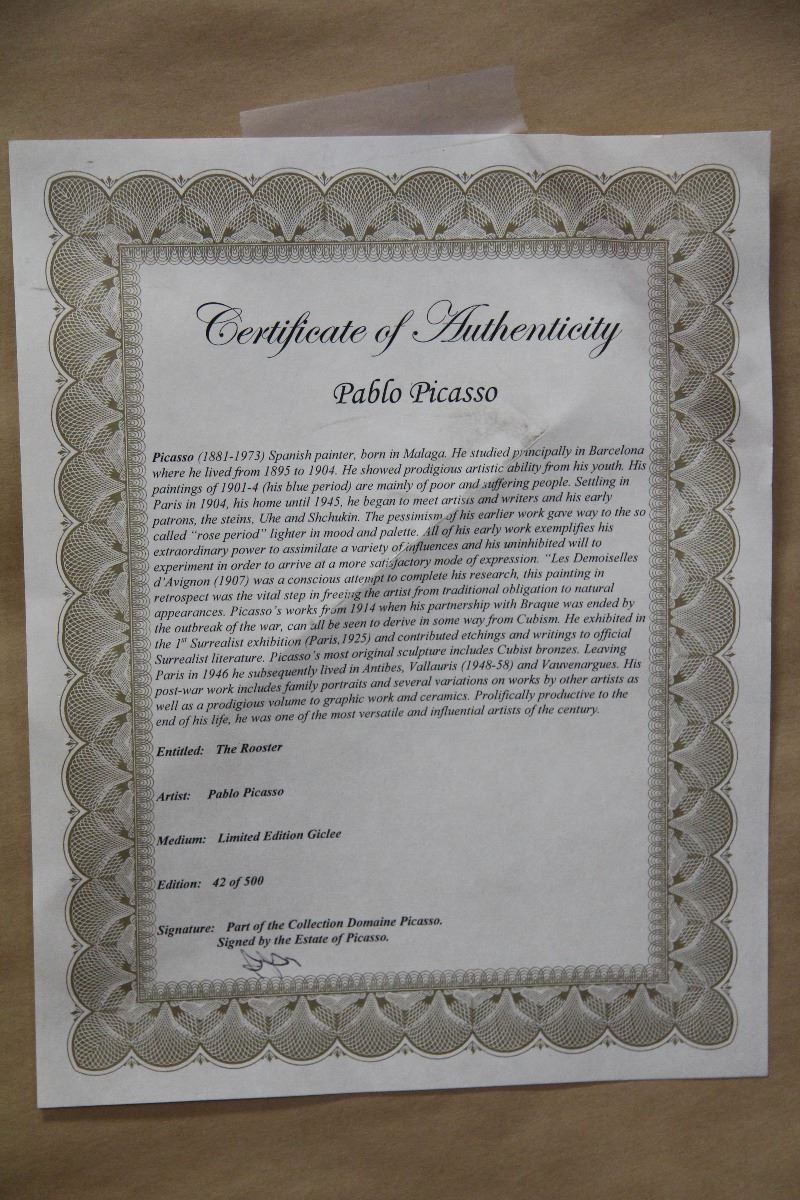 Certificate of Authenticity
Pablo Picasso
Picasso (1881-1973) Spanish painter, born in Malaga. He studied principally in Barcelona
where he lived from 1895 to 1904. He showed prodigious artistic ability from his youth. His
paintings of 1901-4 (his blue period) are mainly of poor and suffering people. Settling in
Paris in 1904, his home until 1945, he began to meet artists and writers and his early
patrons, the steins, Uhe and Shchukin. The pessimism of his earlier work gave way to the so
called "rose period" lighter in mood and palette. All of his early work exemplifies his
extraordinary power to assimilate a variety of influences and his uninhibited will to
experiment in order to arrive at a more satisfactory mode of expression. "Les Demoiselles
d'Avignon (1907) was a conscious attempt to complete his research, this painting in
retrospect was the vital step in freeing the artist from traditional obligation to natural
appearances. Picasso's works from 1914 when his partnership with Braque was ended by
the outbreak of the war, can all be seen to derive in some way from Cubism. He exhibited in
the 1st Surrealist exhibition (Paris,1925) and contributed etchings and writings to official
Surrealist literature. Picasso's most original sculpture includes Cubist bronzes. Leaving
Paris in 1946 he subsequently lived in Antibes, Vallauris (1948-58) and Vauvenargues. His
post-war work includes family portraits and several variations on works by other artists as
well as a prodigious volume to graphic work and ceramics. Prolifically productive to the
end of his life, he was one of the most versatile and influential artists of the century.
Entitled: The Rooster
Artist: Pablo Picasso
Medium: Limited Edition Giclee
Edition: 42 of 500
Signature: Part of the Collection Domaine Picasso.
Signed by the Estate of Picasso.